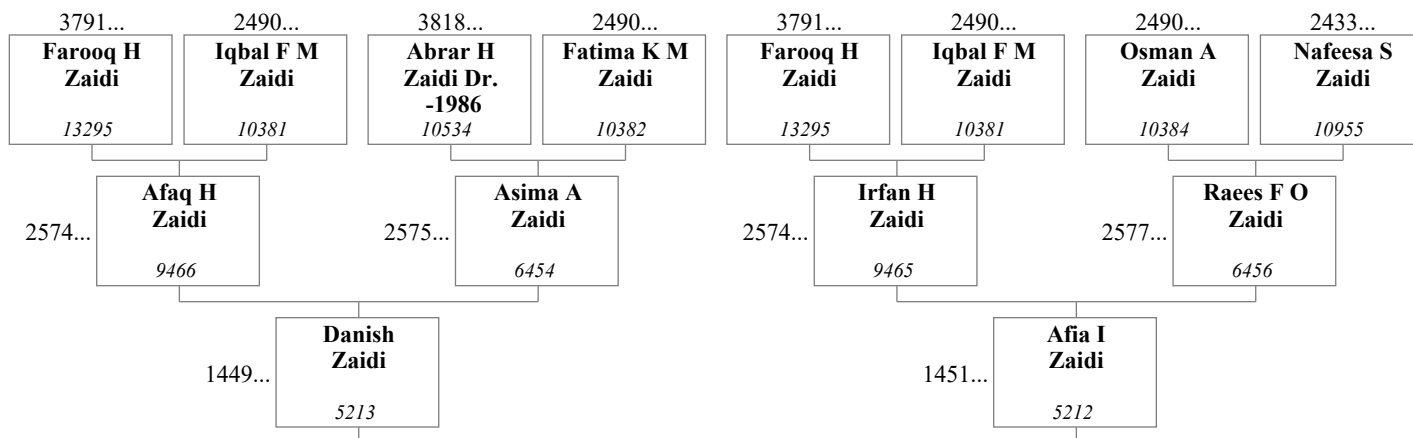 3791... 2490... 3818... 2490... 3791... 2490... 2490... 2433...
Farooq H Iqbal F M Abrar H Fatima K M Farooq H Iqbal F M Osman A Nafeesa S
Zaidi Zaidi Zaidi Dr. Zaidi Zaidi Zaidi Zaidi Zaidi
-1986
13295 10381 10534 10382 13295 10381 10384 10955
Afaq H Asima A Irfan H Raees F O
Zaidi Zaidi Zaidi Zaidi
2574... 2575... 2574... 2577...
9466 6454 9465 6456
Danish Afia I
Zaidi Zaidi
1449... 1451...
5213 5212